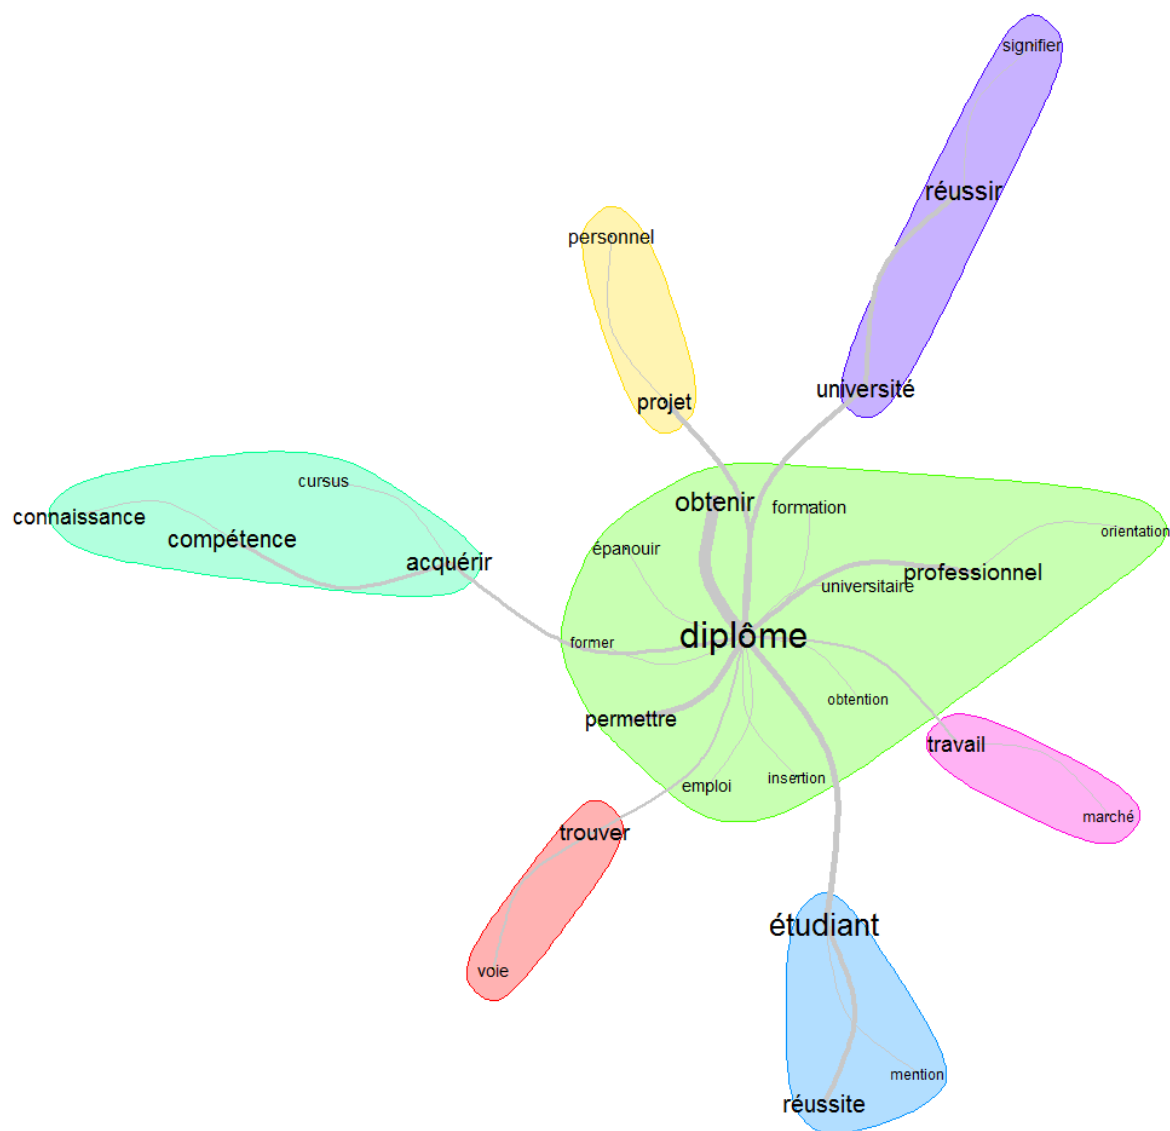 signifier
réussir
personnel
université
projet
cursus
obtenir
formation
connaissance
orientation
compétence
épanouir
acquérir
professionnel
universitaire
diplôme
former
obtention
permettre
travail
insertion
emploi
marché
trouver
étudiant
voie
mention
réussite